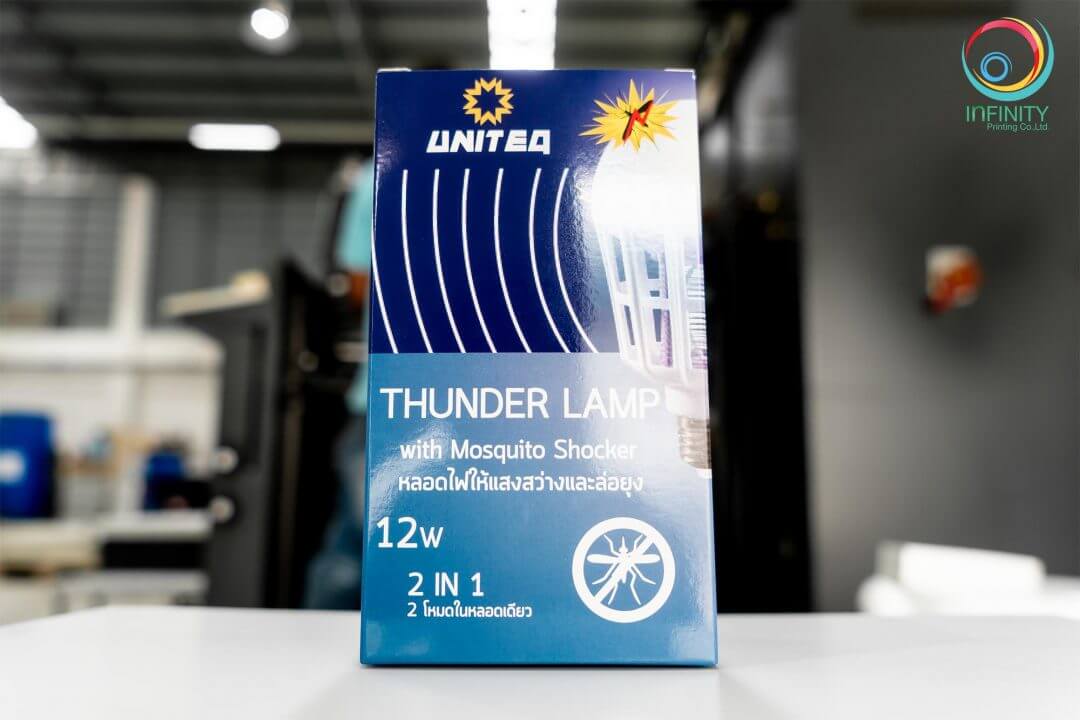 UNITEQ
INFINITY
Printing Co.,Ltd.
THUNDER LAMP
with Mosquito Shocker
หลอดไฟให้แสงสว่างและล่อยุง
12W
2 IN 1
2 โหมดในหลอดเดียว